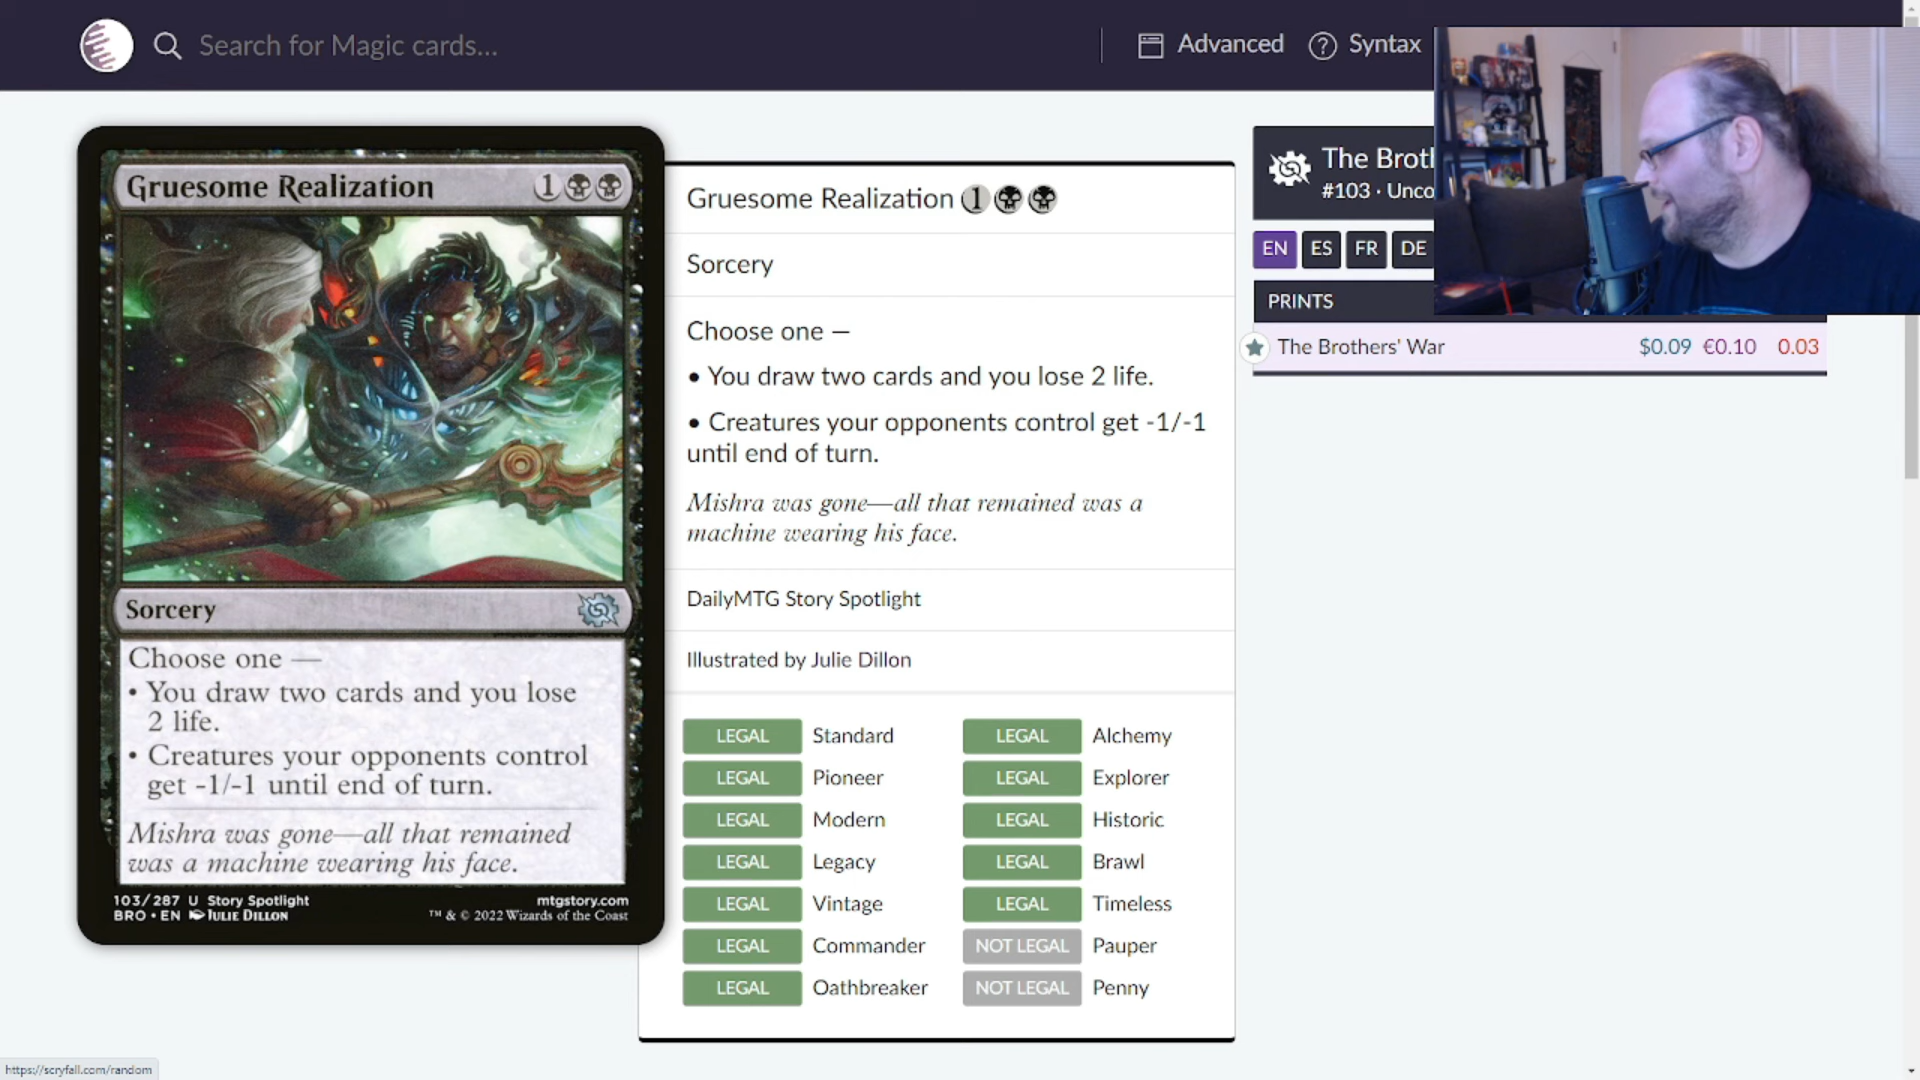 Search for Magic cards...
Advanced
Syntax
Gruesome Realization 1
Sorcery
Choose one —
• You draw two cards and you lose
2 life.
• Creatures your opponents control
get -1/-1 until end of turn.
Mishra was gone—all that remained
was a machine wearing his face.
103/287 U Story Spotlight
BRO • EN JULIE DILLON
mtgstory.com
™ & © 2022 Wizards of the Coast
Gruesome Realization 1
Sorcery
Choose one —
• You draw two cards and you lose 2 life.
• Creatures your opponents control get -1/-1
until end of turn.
Mishra was gone—all that remained was a
machine wearing his face.
DailyMTG Story Spotlight
Illustrated by Julie Dillon
LEGAL Standard LEGAL Alchemy
LEGAL Pioneer LEGAL Explorer
LEGAL Modern LEGAL Historic
LEGAL Legacy LEGAL Brawl
LEGAL Vintage LEGAL Timeless
LEGAL Commander NOT LEGAL Pauper
LEGAL Oathbreaker NOT LEGAL Penny
The Brot
#103 · Unco
EN ES FR DE
PRINTS
The Brothers' War $0.09 €0.10 0.03
https://scryfall.com/random